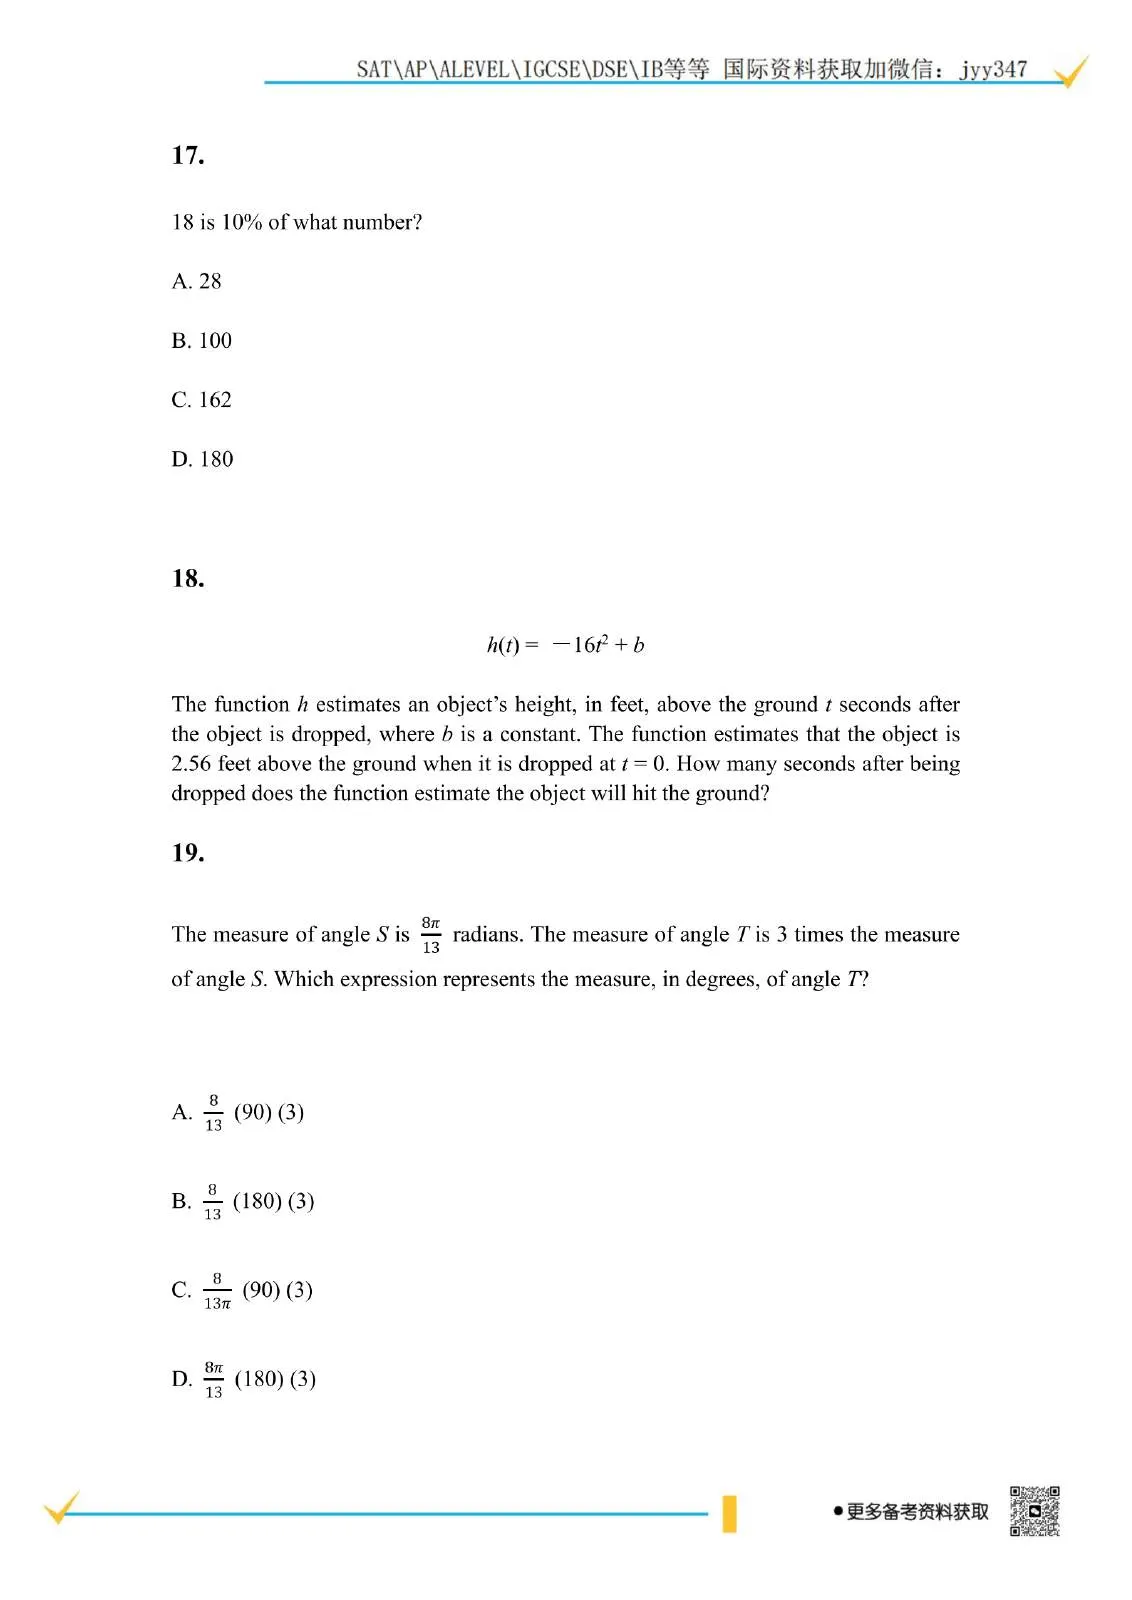 SAT\AP\ALEVEL\IGCSE\DSE\IB等等 国际资料获取加微信：jyy347
17.
18 is 10% of what number?
A. 28
B. 100
C. 162
D. 180
18.
h(t) = −16t² + b
The function h estimates an object’s height, in feet, above the ground t seconds after
the object is dropped, where b is a constant. The function estimates that the object is
2.56 feet above the ground when it is dropped at t = 0. How many seconds after being
dropped does the function estimate the object will hit the ground?
19.
The measure of angle S is 8π/13 radians. The measure of angle T is 3 times the measure
of angle S. Which expression represents the measure, in degrees, of angle T?
A. 8/13 (90) (3)
B. 8/13 (180) (3)
C. 8/13π (90) (3)
D. 8π/13 (180) (3)
●更多备考资料获取